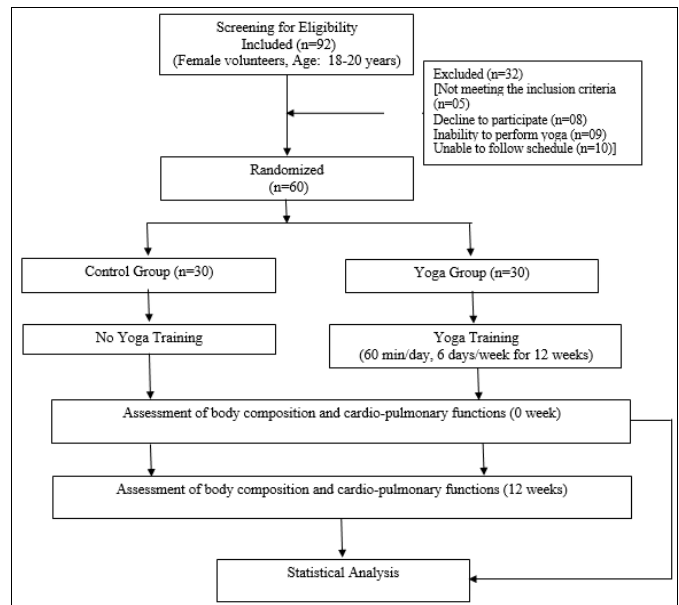 Screening for Eligibility
Included (n=92)
(Female volunteers, Age:  18-20 years)
Excluded (n=32)
[Not meeting the inclusion criteria
(n=05)
Decline to participate (n=08)
Inability to perform yoga (n=09)
Unable to follow schedule (n=10)]
Randomized
(n=60)
Control Group (n=30)
Yoga Group (n=30)
No Yoga Training
Yoga Training
(60 min/day, 6 days/week for 12 weeks)
Assessment of body composition and cardio-pulmonary functions (0 week)
Assessment of body composition and cardio-pulmonary functions (12 weeks)
Statistical Analysis